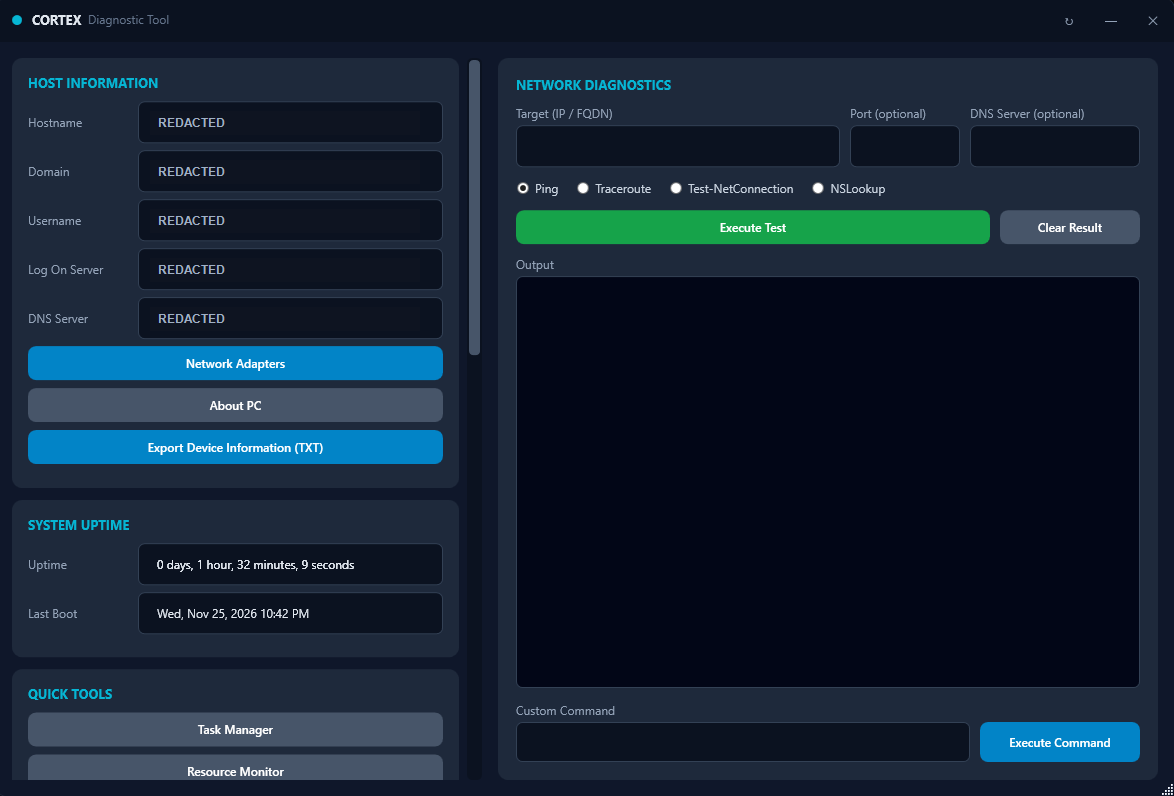 CORTEX Diagnostic Tool
HOST INFORMATION
Hostname REDACTED
Domain REDACTED
Username REDACTED
Log On Server REDACTED
DNS Server REDACTED
Network Adapters
About PC
Export Device Information (TXT)
SYSTEM UPTIME
Uptime 0 days, 1 hour, 32 minutes, 9 seconds
Last Boot Wed, Nov 25, 2026 10:42 PM
QUICK TOOLS
Task Manager
Resource Monitor
NETWORK DIAGNOSTICS
Target (IP / FQDN) Port (optional) DNS Server (optional)
Ping Traceroute Test-NetConnection NSLookup
Execute Test Clear Result
Output
Custom Command
Execute Command